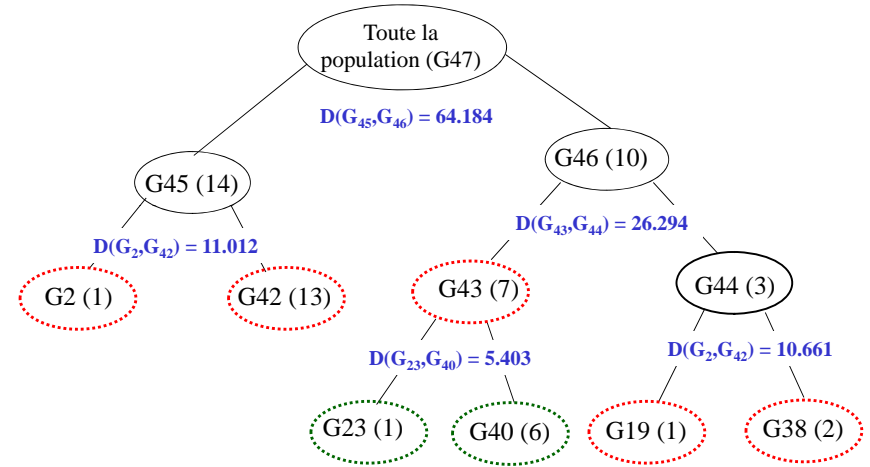 Toute la
population (G47)
D(G₄₅,G₄₆) = 64.184
G45 (14)
G46 (10)
D(G₂,G₄₂) = 11.012
D(G₄₃,G₄₄) = 26.294
G2 (1)
G42 (13)
G43 (7)
G44 (3)
D(G₂₃,G₄₀) = 5.403
D(G₂,G₄₂) = 10.661
G23 (1)
G40 (6)
G19 (1)
G38 (2)